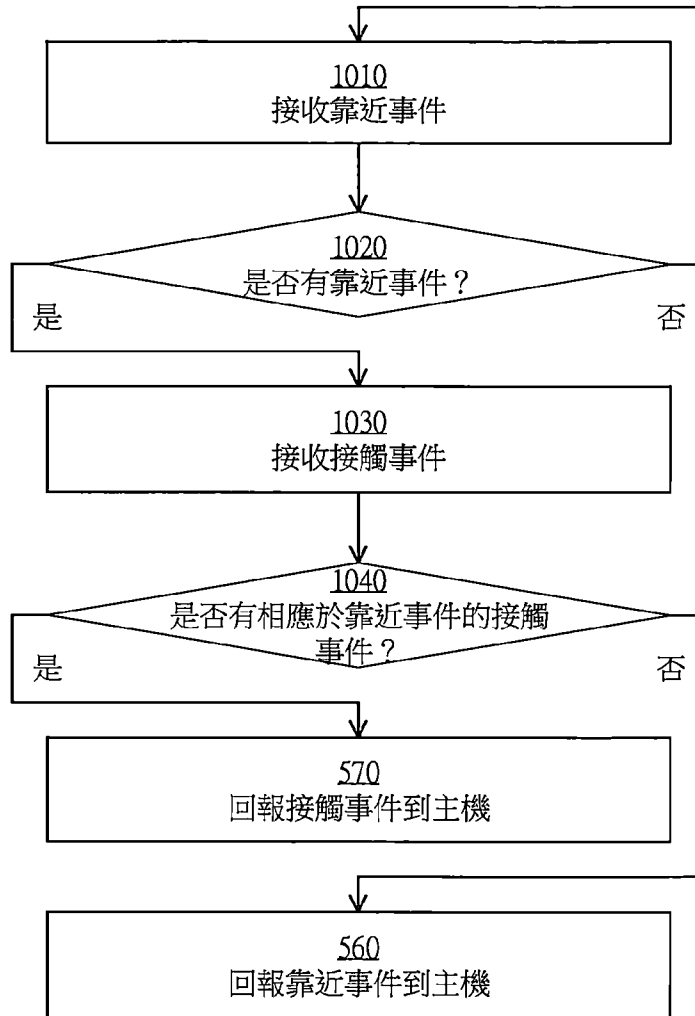 1010
接收靠近事件
1020
是否有靠近事件？
是
否
1030
接收接觸事件
1040
是否有相應於靠近事件的接觸
事件？
是
否
570
回報接觸事件到主機
560
回報靠近事件到主機